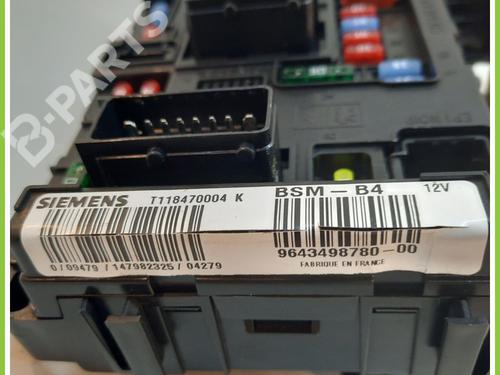 B-PARTS
SIEMENS T118470004 K BSM-B4 12V
9643498780-00
0/09479/147982325/04279 FABRIQUE EN FRANCE